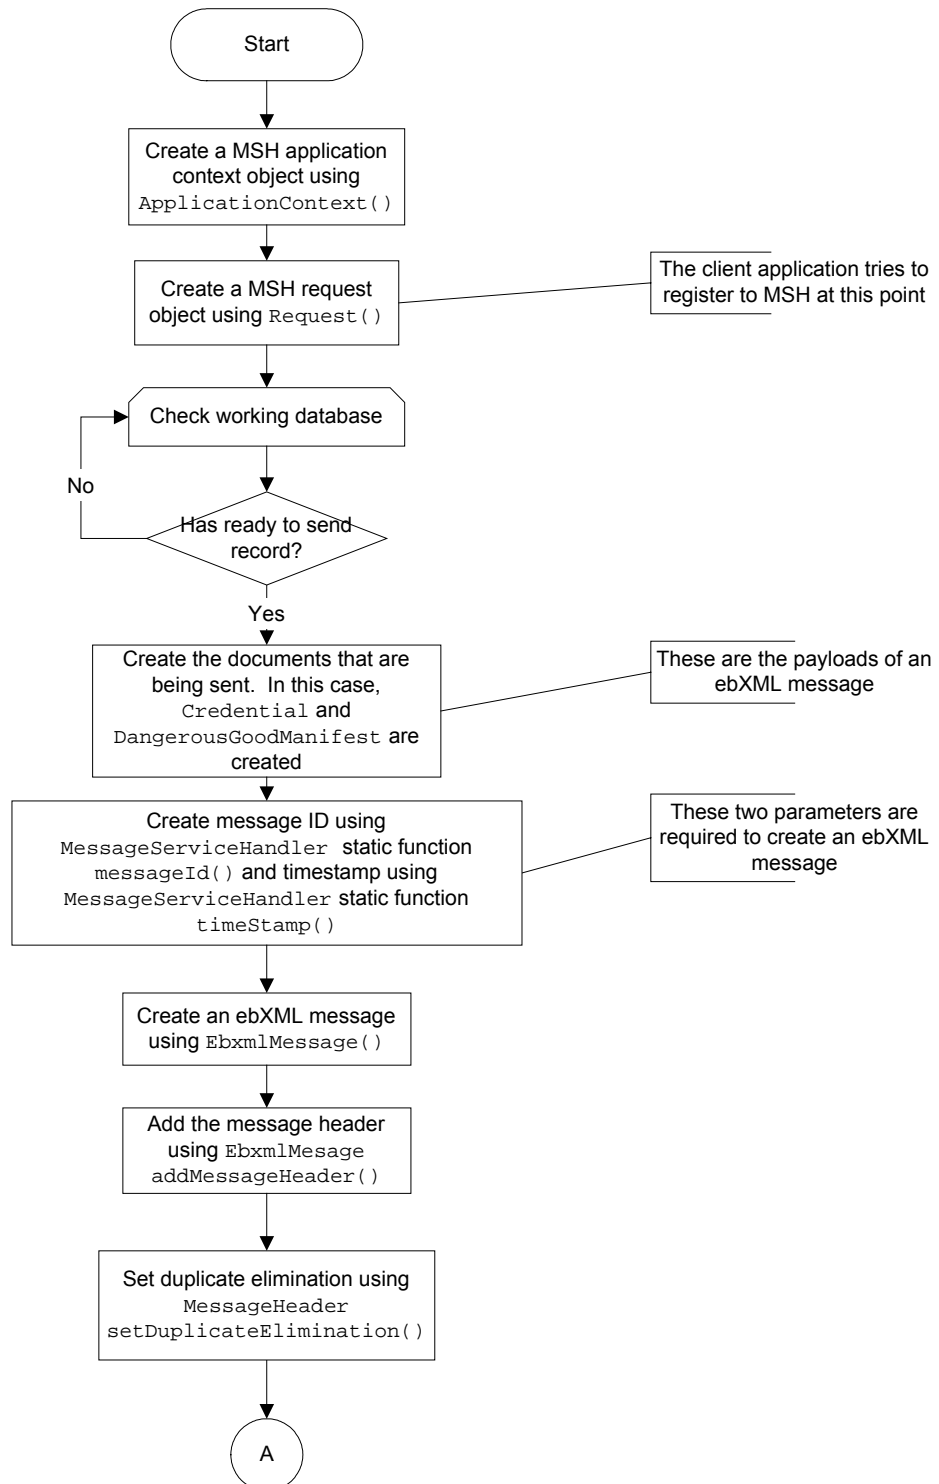 Start
Create a MSH application
context object using
ApplicationContext()
Create a MSH request
object using Request()
The client application tries to
register to MSH at this point
Check working database
No
Has ready to send
record?
Yes
Create the documents that are
being sent. In this case,
Credential and
DangerousGoodManifest are
created
These are the payloads of an
ebXML message
Create message ID using
MessageServiceHandler static function
messageId() and timestamp using
MessageServiceHandler static function
timeStamp()
These two parameters are
required to create an ebXML
message
Create an ebXML message
using EbxmlMessage()
Add the message header
using EbxmlMesage
addMessageHeader()
Set duplicate elimination using
MessageHeader
setDuplicateElimination()
A